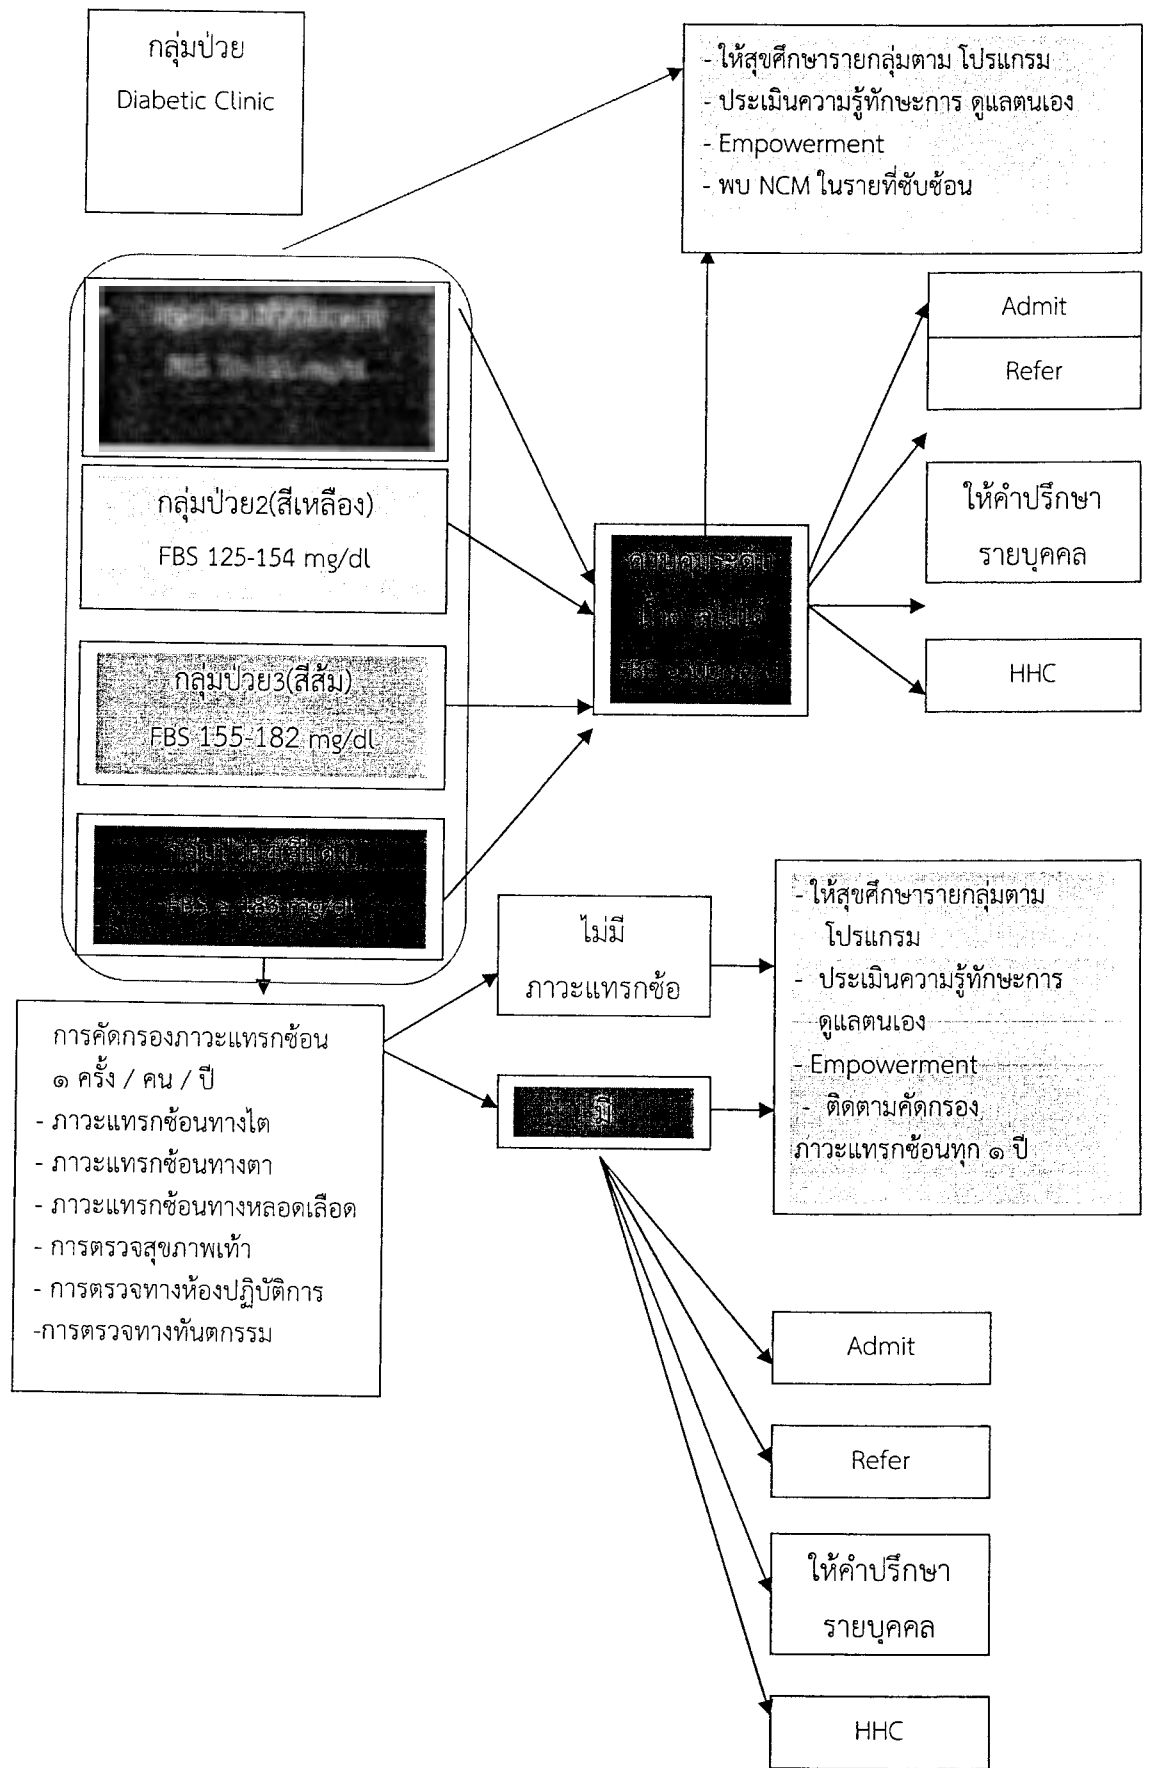 กลุ่มป่วย
Diabetic Clinic
- ให้สุขศึกษารายกลุ่มตาม โปรแกรม
- ประเมินความรู้ทักษะการ ดูแลตนเอง
- Empowerment
- พบ NCM ในรายที่ซับซ้อน
กลุ่มป่วย2(สีเหลือง)
FBS 125-154 mg/dl
กลุ่มป่วย3(สีส้ม)
FBS 155-182 mg/dl
FBS ≥ 183 mg/dl
Admit
Refer
ให้คำปรึกษา
รายบุคคล
HHC
การคัดกรองภาวะแทรกซ้อน
๑ ครั้ง / คน / ปี
- ภาวะแทรกซ้อนทางไต
- ภาวะแทรกซ้อนทางตา
- ภาวะแทรกซ้อนทางหลอดเลือด
- การตรวจสุขภาพเท้า
- การตรวจทางห้องปฏิบัติการ
-การตรวจทางทันตกรรม
ไม่มี
ภาวะแทรกซ้อ
มี
- ให้สุขศึกษารายกลุ่มตาม
โปรแกรม
- ประเมินความรู้ทักษะการ
ดูแลตนเอง
- Empowerment
- ติดตามคัดกรอง
ภาวะแทรกซ้อนทุก ๑ ปี
Admit
Refer
ให้คำปรึกษา
รายบุคคล
HHC